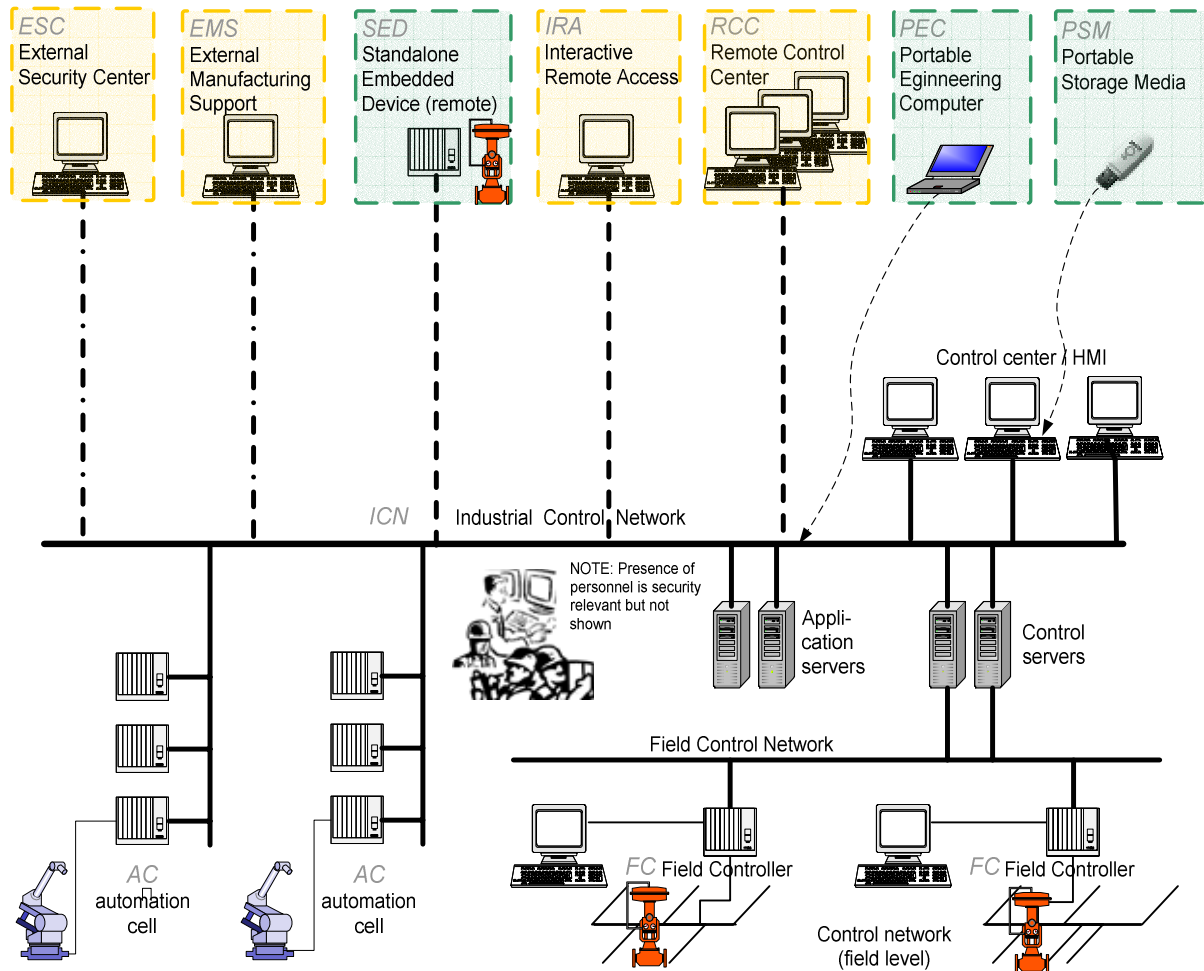 ESC
External
Security Center
EMS
External
Manufacturing
Support
SED
Standalone
Embedded
Device (remote)
IRA
Interactive
Remote Access
RCC
Remote Control
Center
PEC
Portable
Egineering
Computer
PSM
Portable
Storage Media
Control center / HMI
ICN Industrial Control Network
NOTE: Presence of
personnel is security
relevant but not
shown
Appli-
cation
servers
Control
servers
Field Control Network
AC
automation
cell
AC
automation
cell
FC Field Controller
FC Field Controller
Control network
(field level)